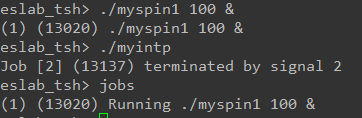 eslab_tsh> ./myspin1 100 &
(1) (13020) ./myspin1 100 &
eslab_tsh> ./myintp
Job [2] (13137) terminated by signal 2
eslab_tsh> jobs
(1) (13020) Running ./myspin1 100 &